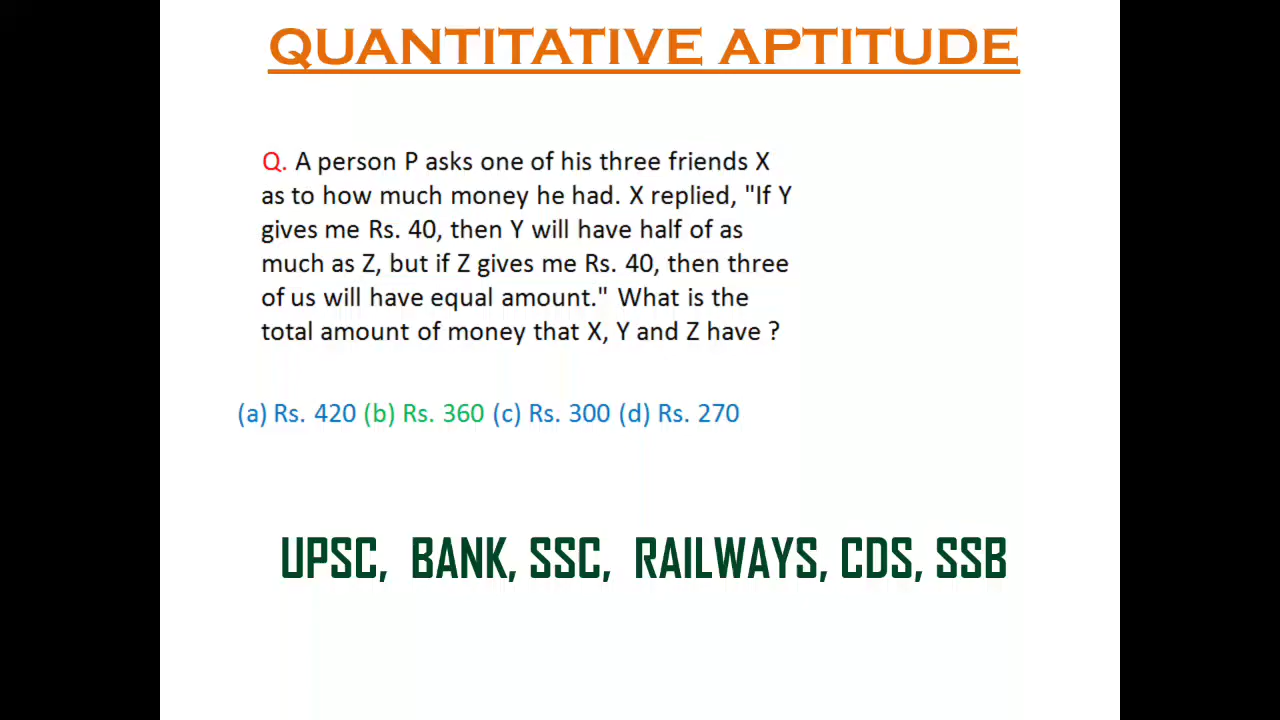 QUANTITATIVE APTITUDE
Q. A person P asks one of his three friends X
as to how much money he had. X replied, "If Y
gives me Rs. 40, then Y will have half of as
much as Z, but if Z gives me Rs. 40, then three
of us will have equal amount." What is the
total amount of money that X, Y and Z have ?
(a) Rs. 420 (b) Rs. 360 (c) Rs. 300 (d) Rs. 270
UPSC, BANK, SSC, RAILWAYS, CDS, SSB